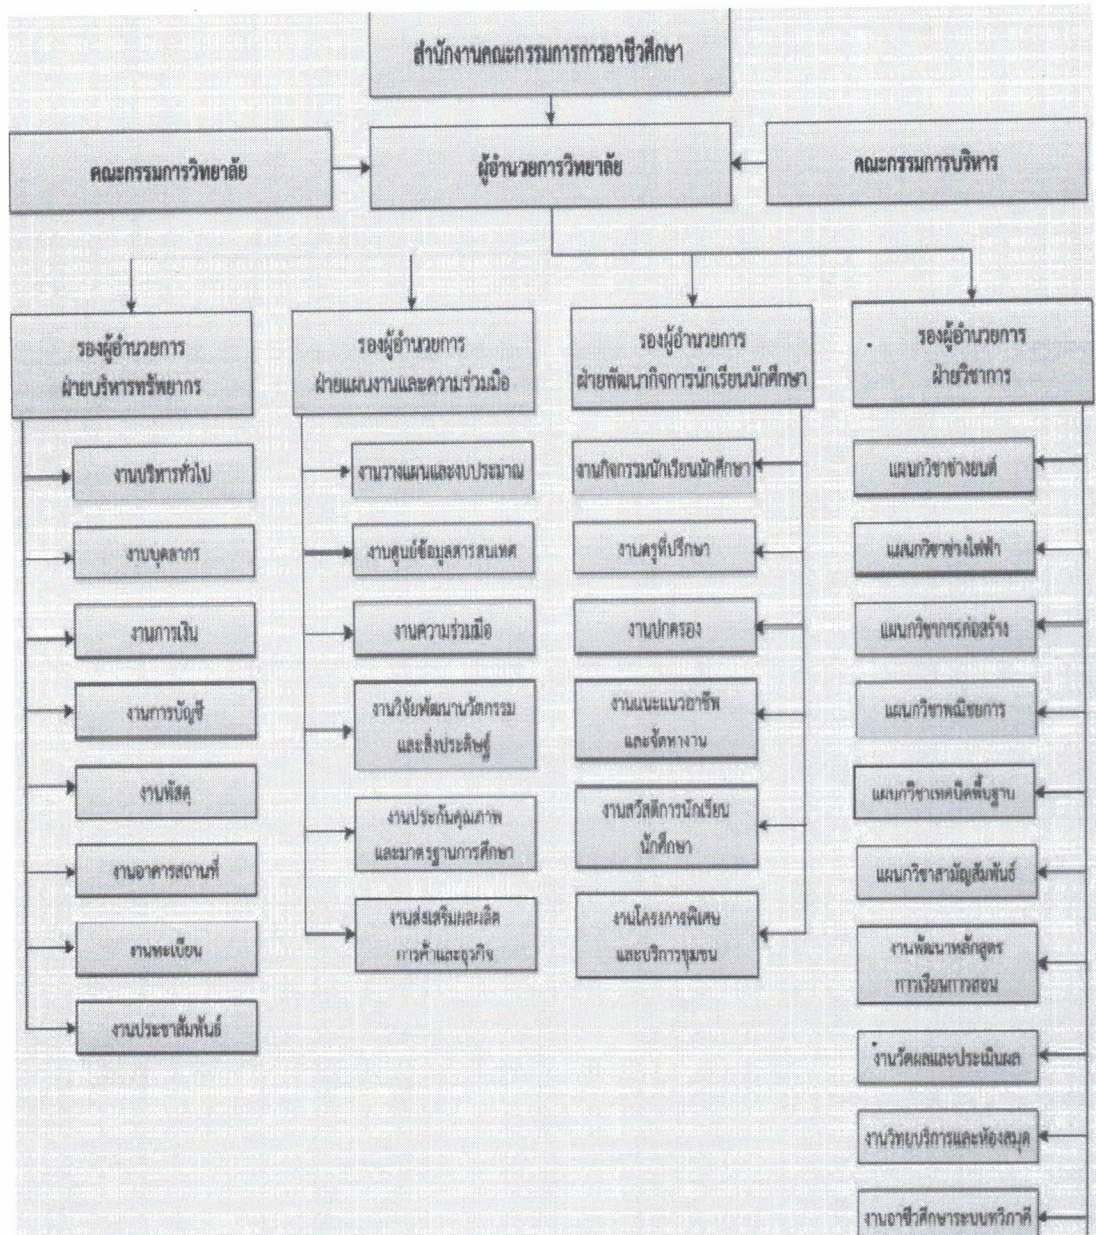 สำนักงานคณะกรรมการการอาชีวศึกษา
คณะกรรมการวิทยาลัย
ผู้อำนวยการวิทยาลัย
คณะกรรมการบริหาร
รองผู้อำนวยการ
ฝ่ายบริหารทรัพยากร
งานบริหารทั่วไป
งานบุคลากร
งานการเงิน
งานการบัญชี
งานพัสดุ
งานอาคารสถานที่
งานทะเบียน
งานประชาสัมพันธ์
รองผู้อำนวยการ
ฝ่ายแผนงานและความร่วมมือ
งานวางแผนและงบประมาณ
งานศูนย์ข้อมูลสารสนเทศ
งานความร่วมมือ
งานวิจัยพัฒนานวัตกรรม
และสิ่งประดิษฐ์
งานประกันคุณภาพ
และมาตรฐานการศึกษา
งานส่งเสริมผลผลิต
การค้าและธุรกิจ
รองผู้อำนวยการ
ฝ่ายพัฒนากิจการนักเรียนนักศึกษา
งานกิจกรรมนักเรียนนักศึกษา
งานครูที่ปรึกษา
งานปกครอง
งานแนะแนวอาชีพ
และจัดหางาน
งานสวัสดิการนักเรียน
นักศึกษา
งานโครงการพิเศษ
และบริการชุมชน
รองผู้อำนวยการ
ฝ่ายวิชาการ
แผนกวิชาช่างยนต์
แผนกวิชาช่างไฟฟ้า
แผนกวิชาการก่อสร้าง
แผนกวิชาพณิชยการ
แผนกวิชาเทคนิคพื้นฐาน
แผนกวิชาสามัญสัมพันธ์
งานพัฒนาหลักสูตร
การเรียนการสอน
งานวัดผลและประเมินผล
งานวิทยบริการและห้องสมุด
งานอาชีวศึกษาระบบทวิภาคี